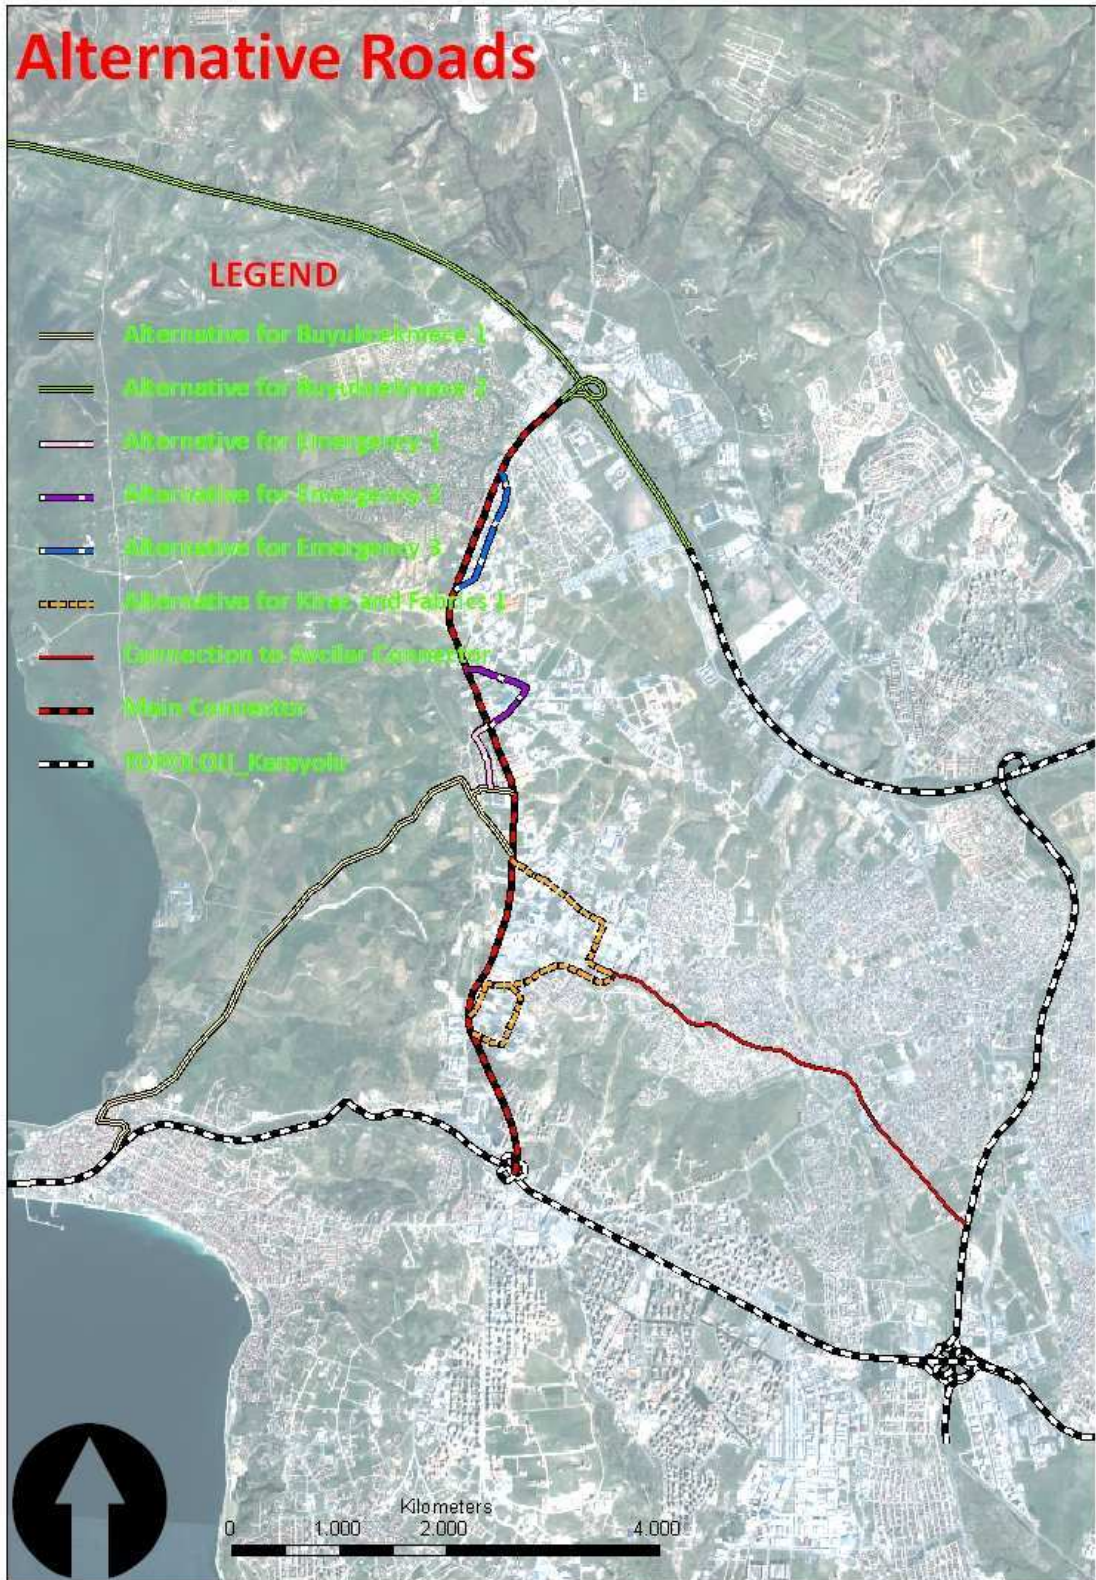 Alternative Roads
LEGEND
Alternative for Buyukcekmece 1
Alternative for Buyukcekmece 2
Alternative for Emergency 1
Alternative for Emergency 2
Alternative for Emergency 3
Alternative for Kirac and Fabrics 1
Connection to Avcilar Connector
Main Connector
Kilometers
0 1.000 2.000 4.000